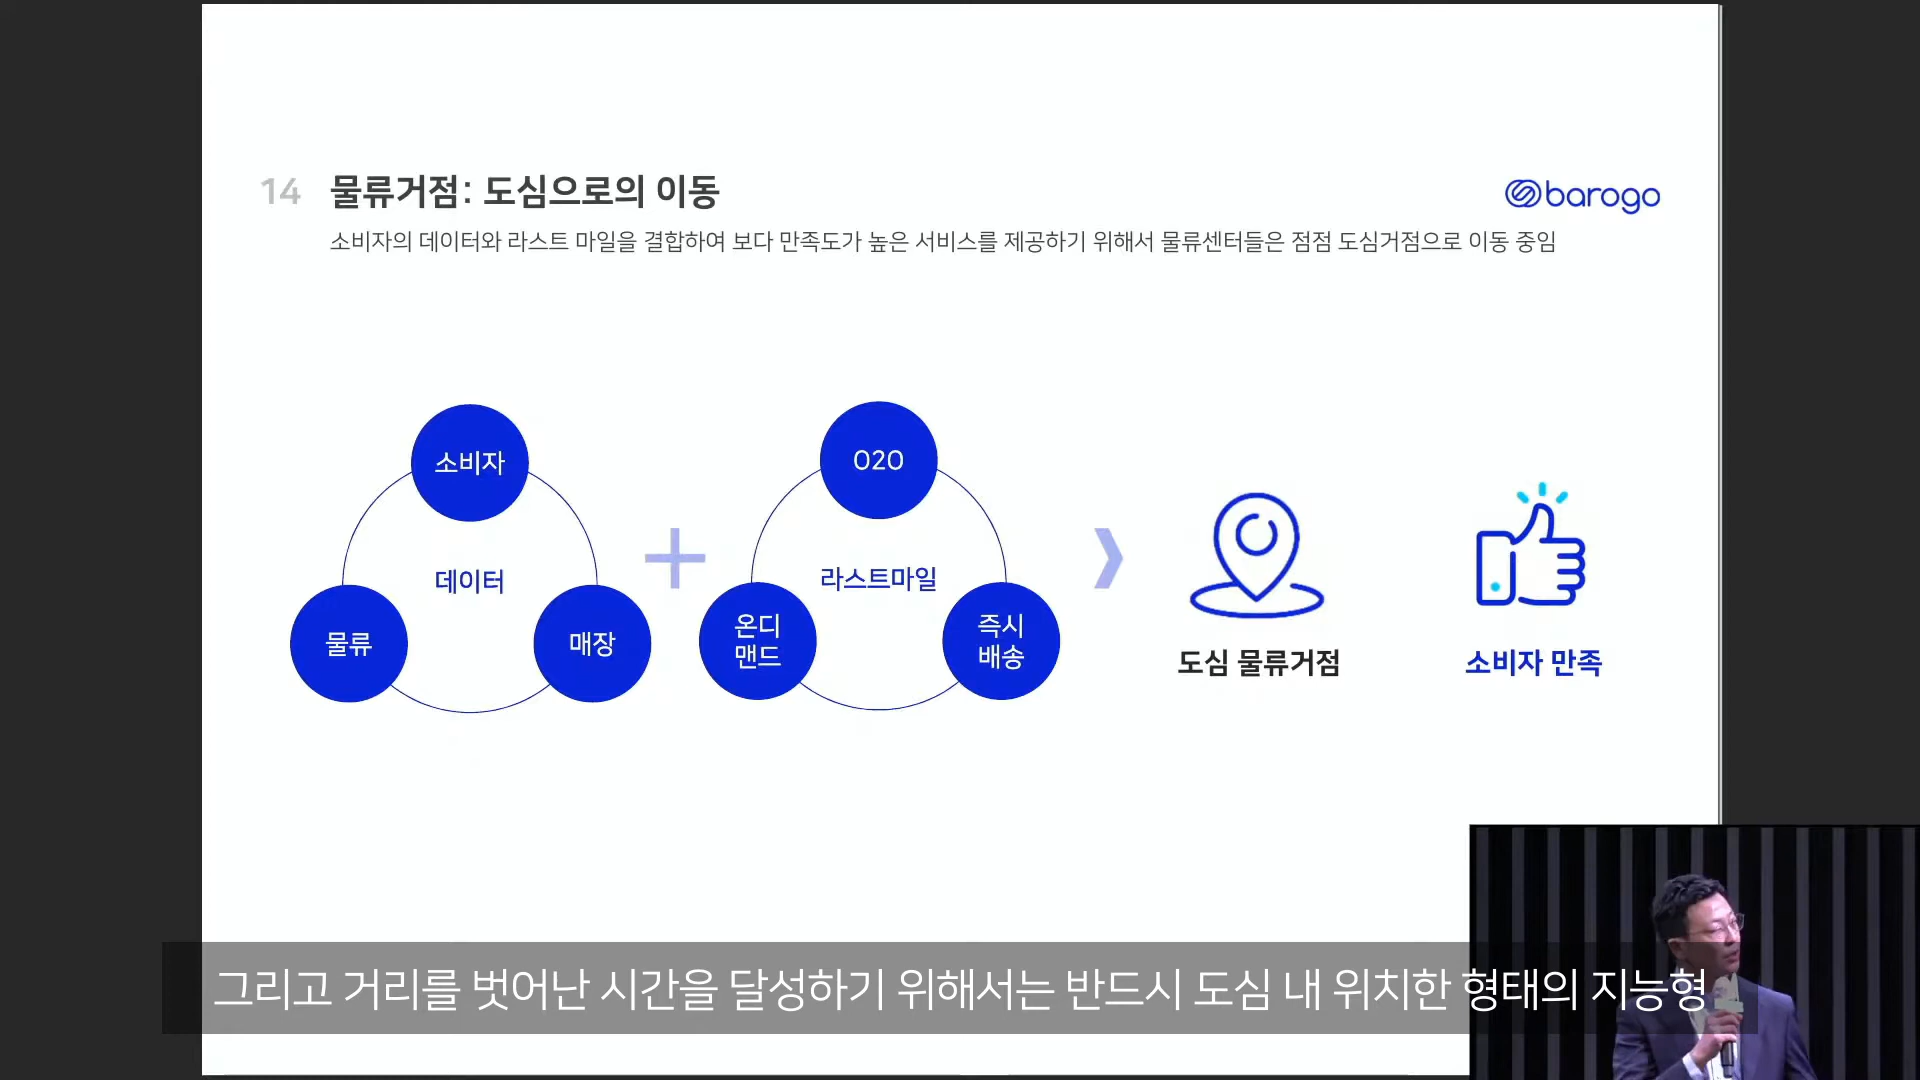 14 물류거점: 도심으로의 이동
barogo
소비자의 데이터와 라스트 마일을 결합하여 보다 만족도가 높은 서비스를 제공하기 위해서 물류센터들은 점점 도심거점으로 이동 중임
소비자
데이터
물류
매장
O2O
라스트마일
온디
맨드
즉시
배송
도심 물류거점
소비자 만족
그리고 거리를 벗어난 시간을 달성하기 위해서는 반드시 도심 내 위치한 형태의 지능형